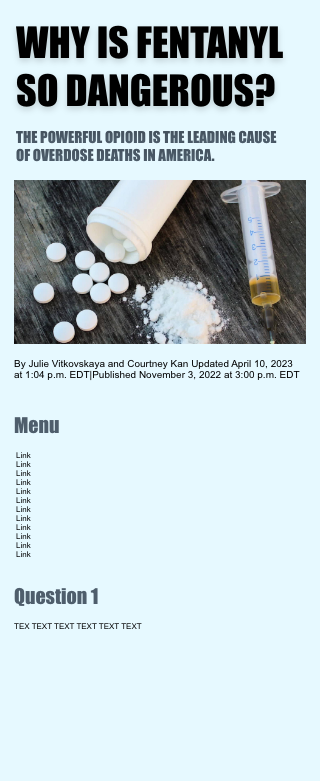 WHY IS FENTANYL
SO DANGEROUS?
THE POWERFUL OPIOID IS THE LEADING CAUSE
OF OVERDOSE DEATHS IN AMERICA.
By Julie Vitkovskaya and Courtney Kan Updated April 10, 2023
at 1:04 p.m. EDT|Published November 3, 2022 at 3:00 p.m. EDT
Menu
Link
Link
Link
Link
Link
Link
Link
Link
Link
Link
Link
Link
Question 1
TEX TEXT TEXT TEXT TEXT TEXT